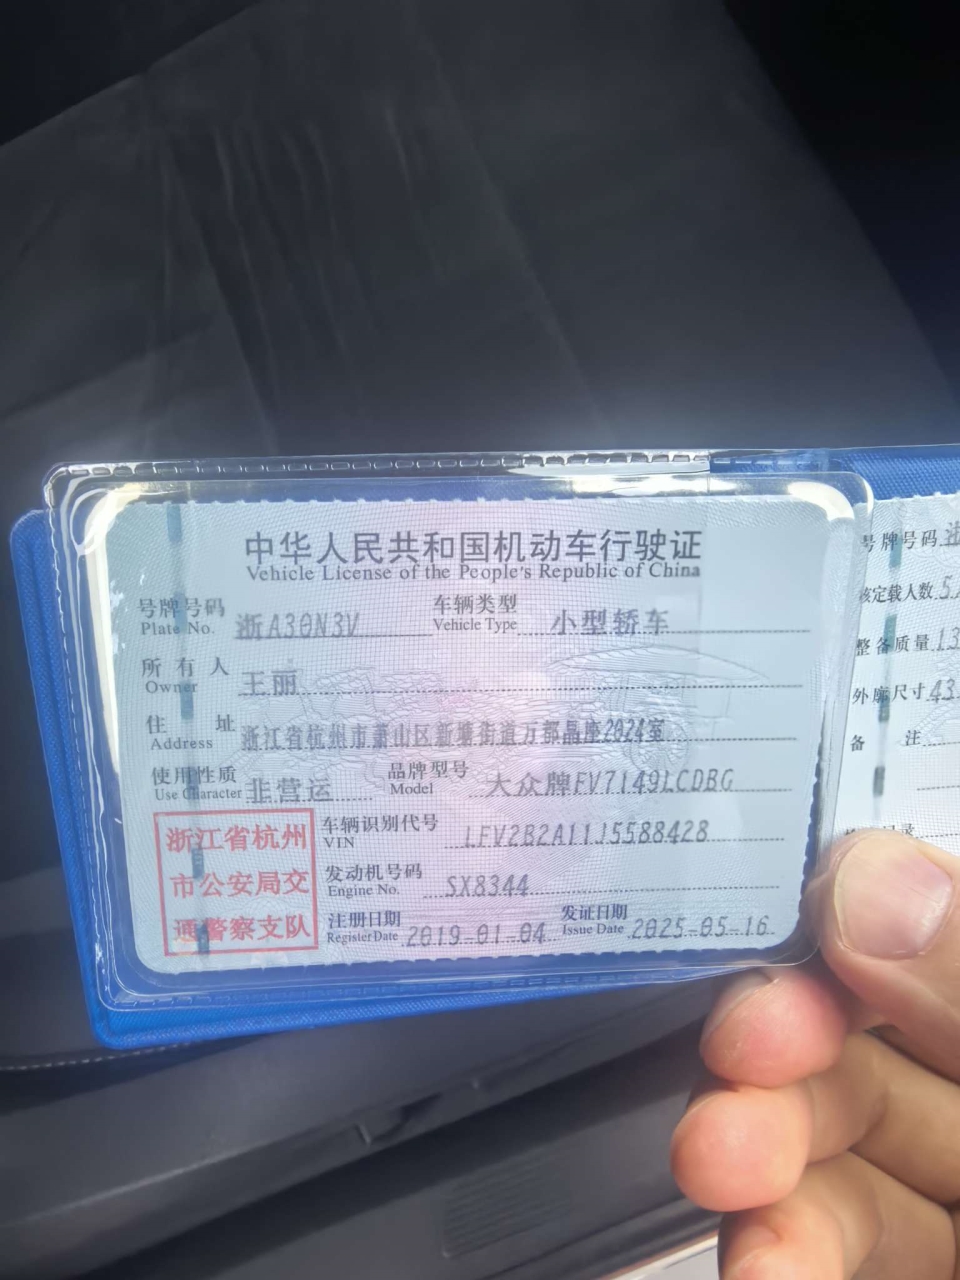 中华人民共和国机动车行驶证
Vehicle License of the People's Republic of China
号牌号码 浙A30N3V 车辆类型 小型轿车
Plate No. Vehicle Type
所有人 王丽
Owner
住址 浙江省杭州市萧山区新塘街道万都晶座2024室
Address
使用性质 非营运 品牌型号 大众牌FV7149LCDBG
Use Character Model
浙江省杭州
市公安局交
通警察支队
车辆识别代号 LFV2B2A11J5588428
VIN
发动机号码 SX8344
Engine No.
注册日期 2019-01-04 发证日期 2025-05-16
Register Date Issue Date
号牌号码
核定载人数 5
整备质量 13
外廓尺寸 43
备注